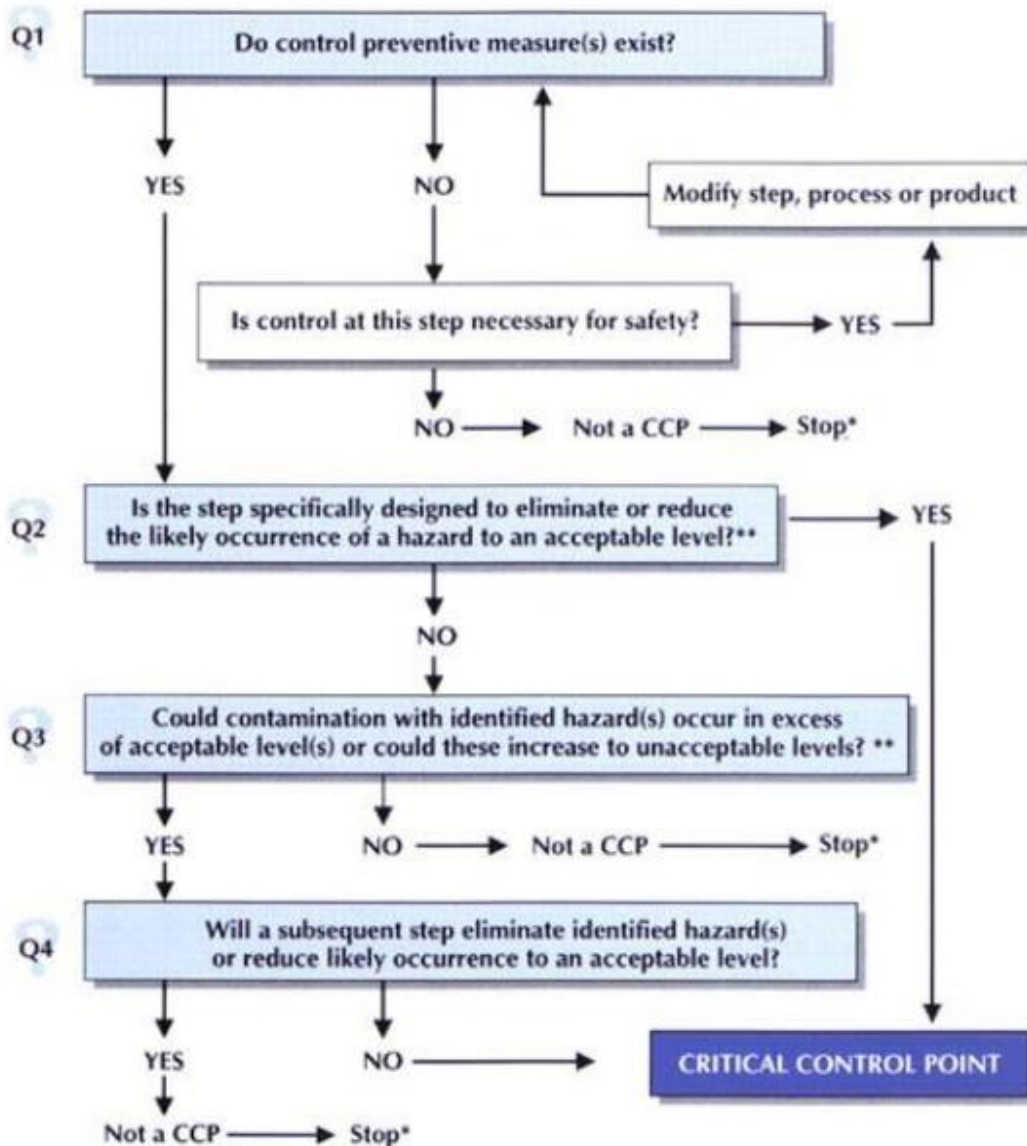 Q1
Do control preventive measure(s) exist?
YES
NO
Modify step, process or product
Is control at this step necessary for safety?
YES
NO
Not a CCP
Stop*
Q2
Is the step specifically designed to eliminate or reduce
the likely occurrence of a hazard to an acceptable level?**
YES
NO
Q3
Could contamination with identified hazard(s) occur in excess
of acceptable level(s) or could these increase to unacceptable levels? **
YES
NO
Not a CCP
Stop*
Q4
Will a subsequent step eliminate identified hazard(s)
or reduce likely occurrence to an acceptable level?
YES
NO
CRITICAL CONTROL POINT
Not a CCP
Stop*